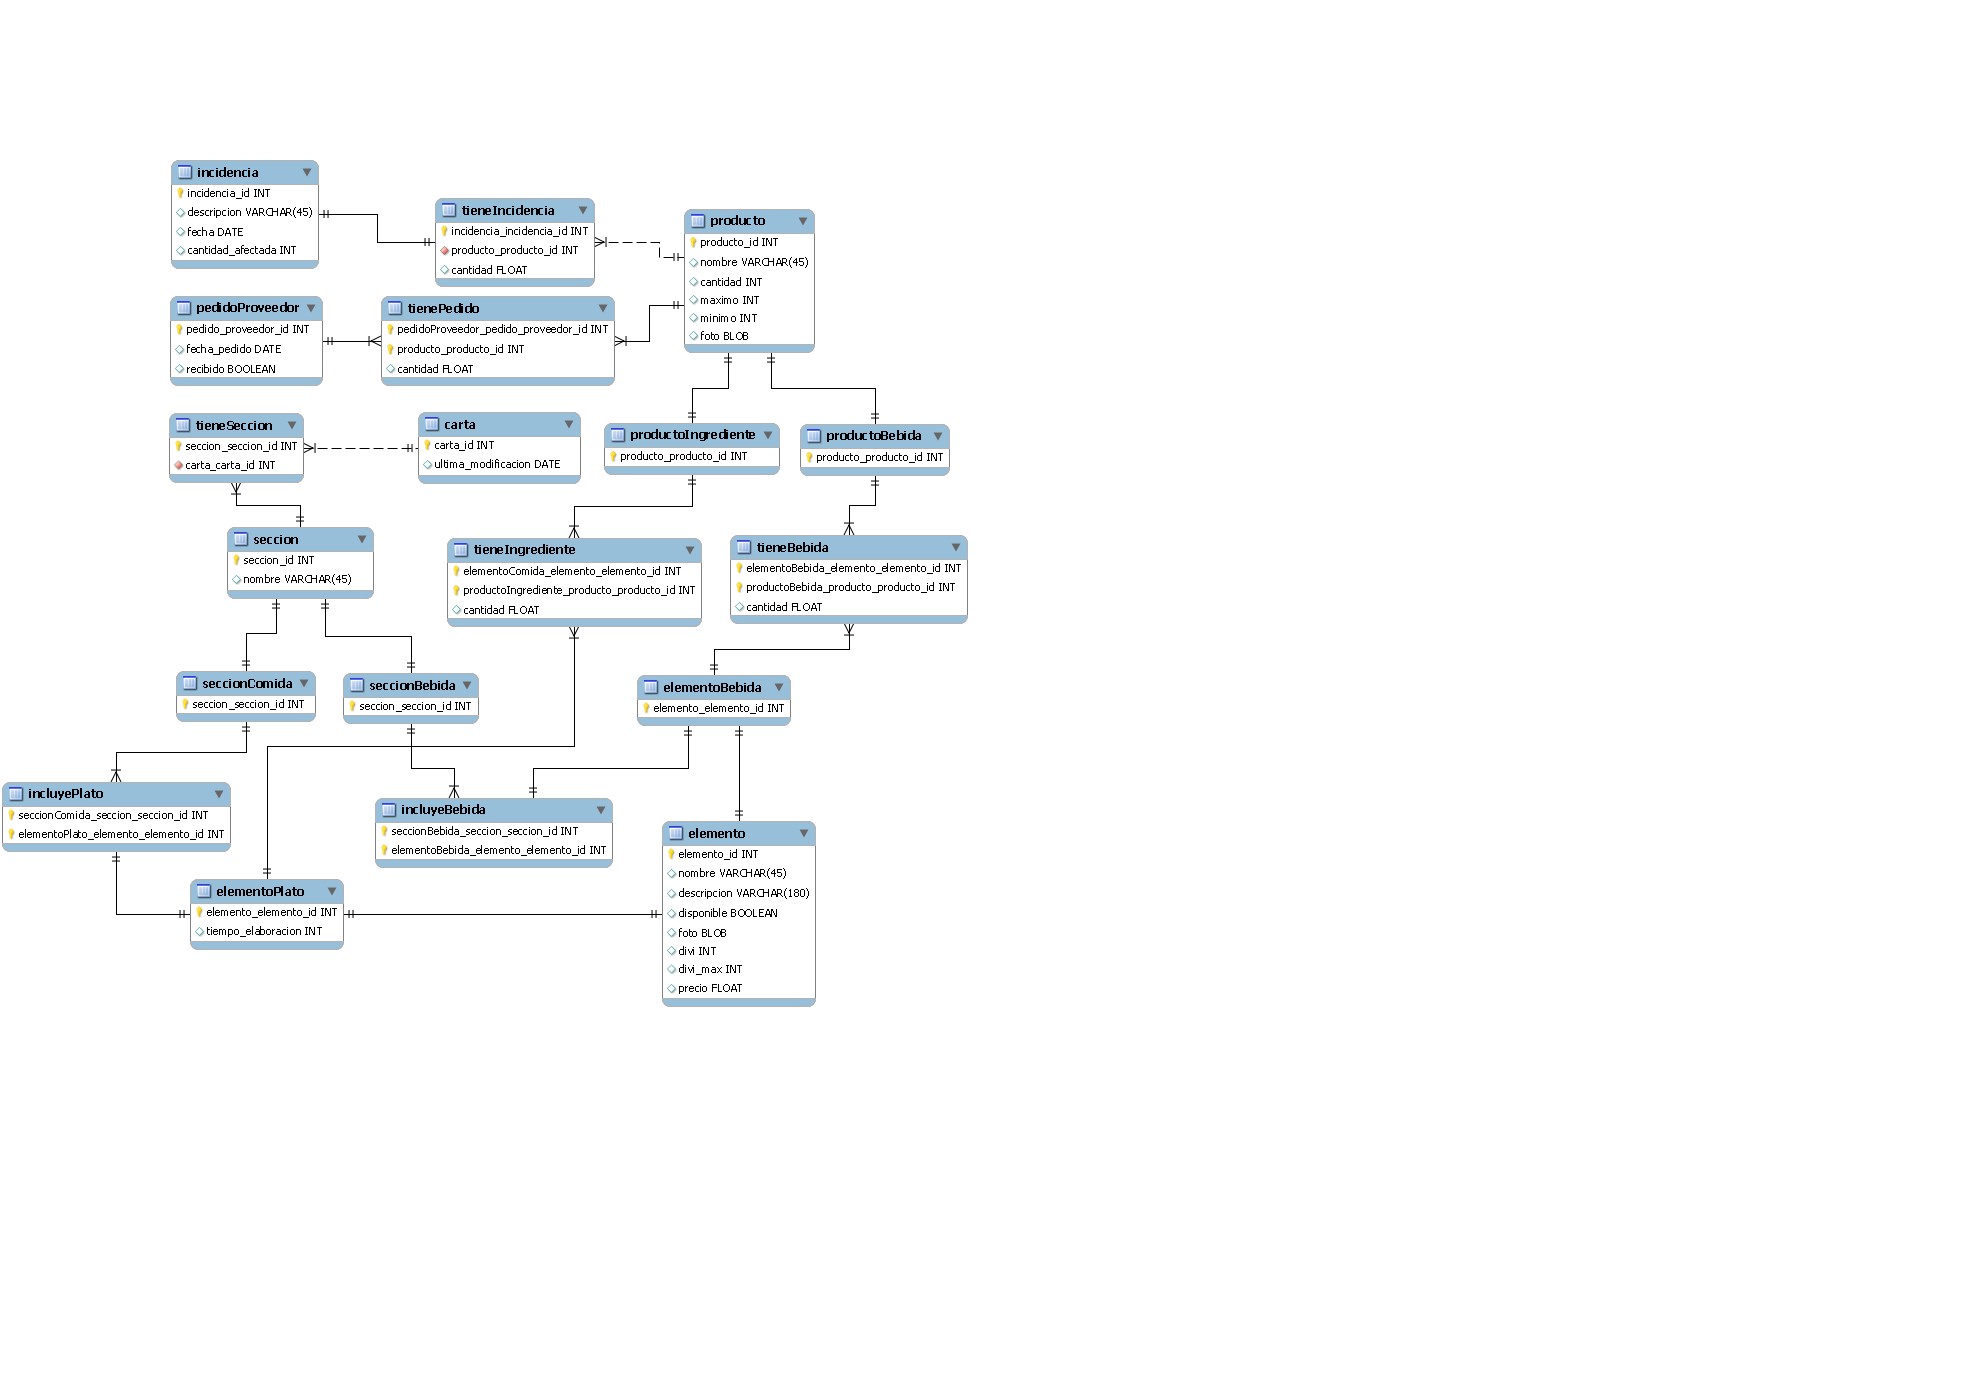 incidencia
incidencia_id INT
descripcion VARCHAR(45)
fecha DATE
cantidad_afectada INT
tieneIncidencia
incidencia_incidencia_id INT
producto_producto_id INT
cantidad FLOAT
producto
producto_id INT
nombre VARCHAR(45)
cantidad INT
maximo INT
minimo INT
foto BLOB
pedidoProveedor
pedido_proveedor_id INT
fecha_pedido DATE
recibido BOOLEAN
tienePedido
pedidoProveedor_pedido_proveedor_id INT
producto_producto_id INT
cantidad FLOAT
tieneSeccion
seccion_seccion_id INT
carta_carta_id INT
carta
carta_id INT
ultima_modificacion DATE
productoIngrediente
producto_producto_id INT
productoBebida
producto_producto_id INT
seccion
seccion_id INT
nombre VARCHAR(45)
tieneIngrediente
elementoComida_elemento_elemento_id INT
productoIngrediente_producto_producto_id INT
cantidad FLOAT
tieneBebida
elementoBebida_elemento_elemento_id INT
productoBebida_producto_producto_id INT
cantidad FLOAT
seccionComida
seccion_seccion_id INT
seccionBebida
seccion_seccion_id INT
elementoBebida
elemento_elemento_id INT
incluyePlato
seccionComida_seccion_seccion_id INT
elementoPlato_elemento_elemento_id INT
incluyeBebida
seccionBebida_seccion_seccion_id INT
elementoBebida_elemento_elemento_id INT
elemento
elemento_id INT
nombre VARCHAR(45)
descripcion VARCHAR(180)
disponible BOOLEAN
foto BLOB
divi INT
divi_max INT
precio FLOAT
elementoPlato
elemento_elemento_id INT
tiempo_elaboracion INT